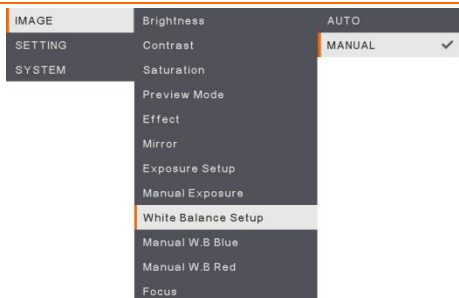 IMAGE
SETTING
SYSTEM
Brightness
Contrast
Saturation
Preview Mode
Effect
Mirror
Exposure Setup
Manual Exposure
White Balance Setup
Manual W.B Blue
Manual W.B Red
Focus
AUTO
MANUAL ✓